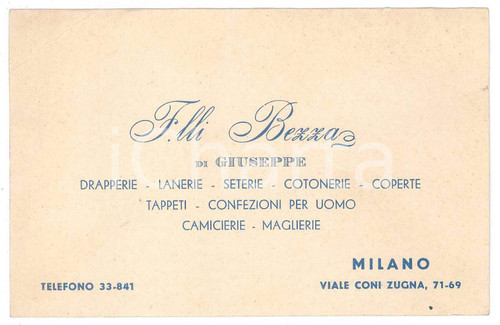 F.lli Bezza
DI GIUSEPPE
DRAPPERIE - LANERIE - SETERIE - COTONERIE - COPERTE
TAPPETI - CONFEZIONI PER UOMO
CAMICIERIE - MAGLIERIE
MILANO
TELEFONO 33-841
VIALE CONI ZUGNA, 71-69